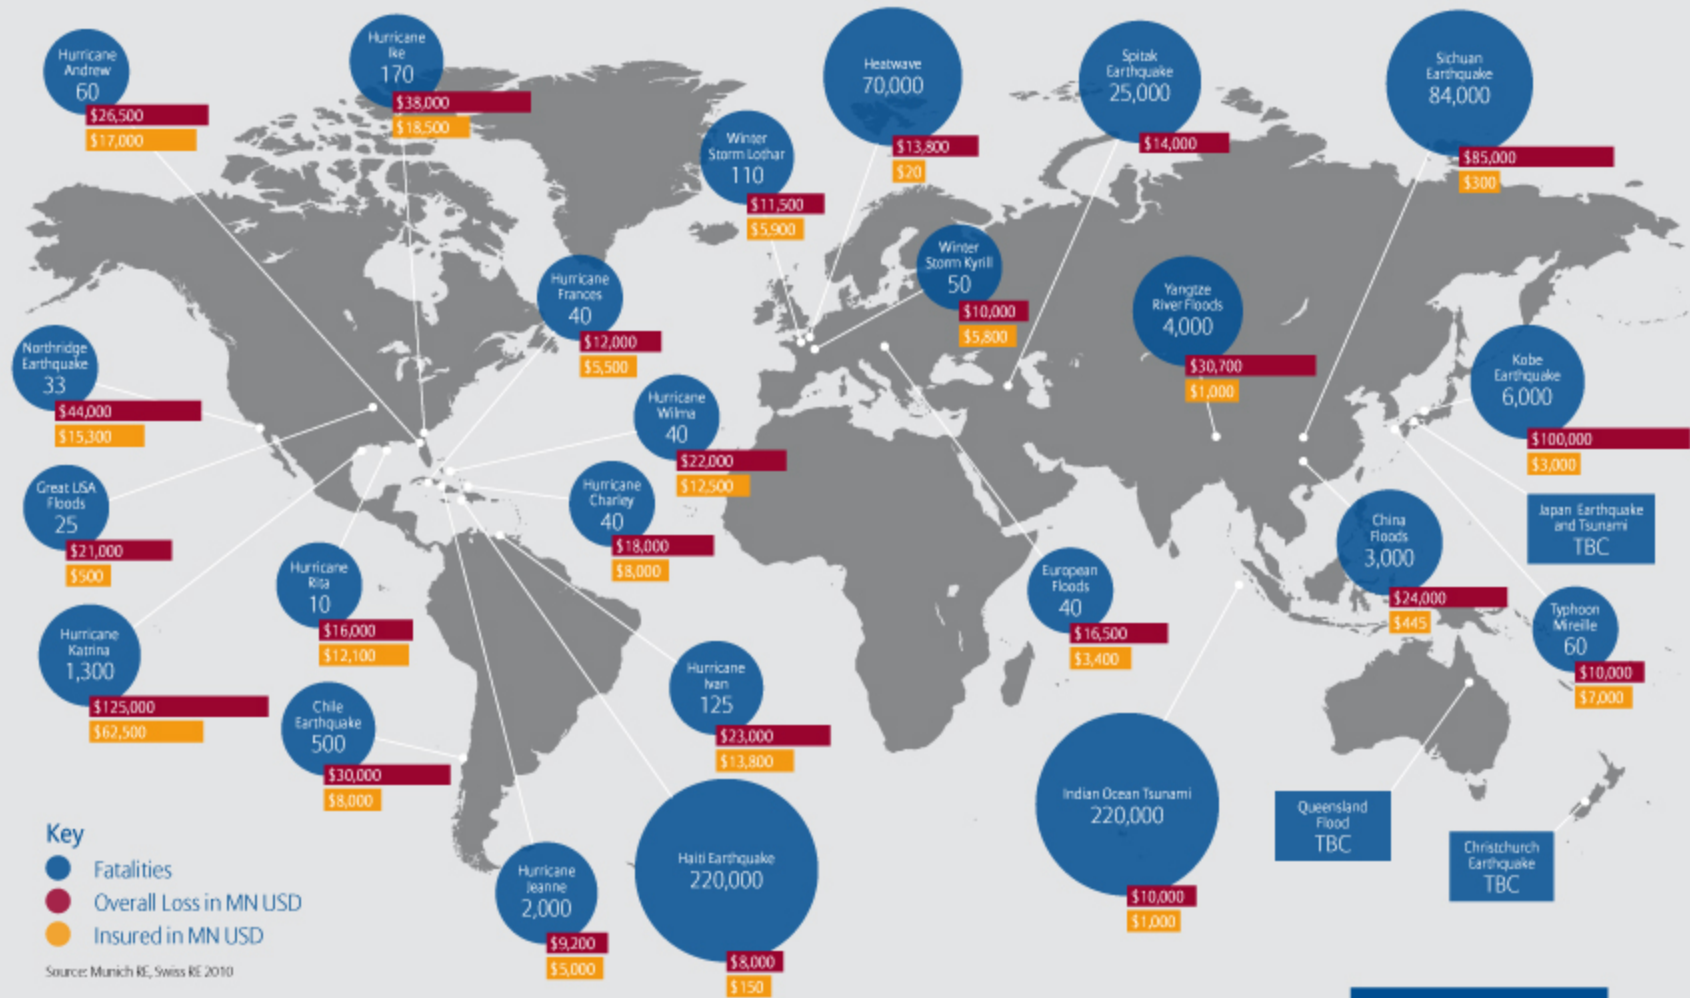 Hurricane
Andrew
60
$26,500
$17,000
Hurricane
Ike
170
$38,000
$18,500
Winter
Storm Lothar
110
$11,500
$5,900
Heatwave
70,000
$13,800
$20
Spitak
Earthquake
25,000
$14,000
Sichuan
Earthquake
84,000
$85,000
$300
Hurricane
Frances
40
$12,000
$5,500
Winter
Storm Kyrill
50
$10,000
$5,800
Yangtze
River Floods
4,000
$30,700
$1,000
Kobe
Earthquake
6,000
$100,000
$3,000
Northridge
Earthquake
33
$44,000
$15,300
Hurricane
Wilma
40
$22,000
$12,500
Great USA
Floods
25
$21,000
$500
Hurricane
Charley
40
$18,000
$8,000
Japan Earthquake
and Tsunami
TBC
China
Floods
3,000
$24,000
$445
Hurricane
Rita
10
$16,000
$12,100
European
Floods
40
$16,500
$3,400
Typhoon
Mireille
60
$10,000
$7,000
Hurricane
Katrina
1,300
$125,000
$62,500
Hurricane
Ivan
125
$23,000
$13,800
Chile
Earthquake
500
$30,000
$8,000
Indian Ocean Tsunami
220,000
$10,000
$1,000
Queensland
Flood
TBC
Christchurch
Earthquake
TBC
Haiti Earthquake
220,000
$8,000
$150
Hurricane
Jeanne
2,000
$9,200
$5,000
Key
Fatalities
Overall Loss in MN USD
Insured in MN USD
Source: Munich RE, Swiss RE 2010